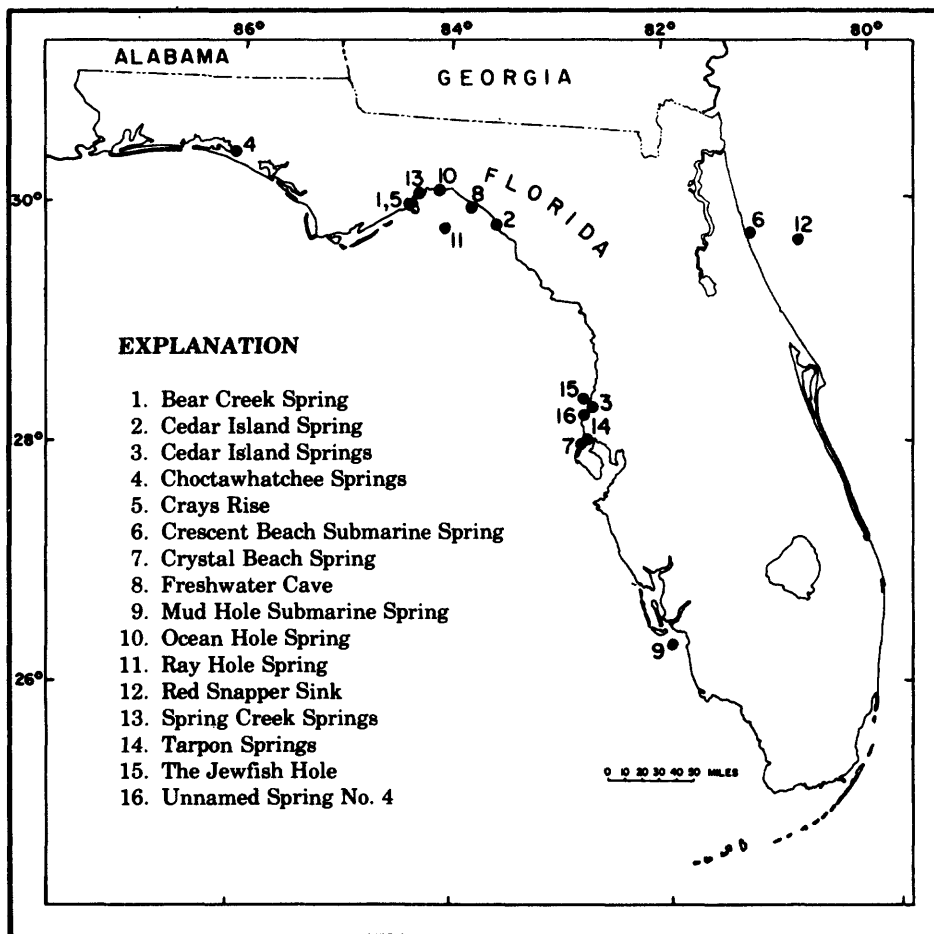 86° 84° 82° 80°
ALABAMA
GEORGIA
FLORIDA
4
13 10
1,5 8
30°
2
11
6 12
EXPLANATION
1. Bear Creek Spring
2. Cedar Island Spring
3. Cedar Island Springs
4. Choctawhatchee Springs
5. Crays Rise
6. Crescent Beach Submarine Spring
7. Crystal Beach Spring
8. Freshwater Cave
9. Mud Hole Submarine Spring
10. Ocean Hole Spring
11. Ray Hole Spring
12. Red Snapper Sink
13. Spring Creek Springs
14. Tarpon Springs
15. The Jewfish Hole
16. Unnamed Spring No. 4
15 3
16
14
28°
7
9
26°
0 10 20 30 40 50 MILES